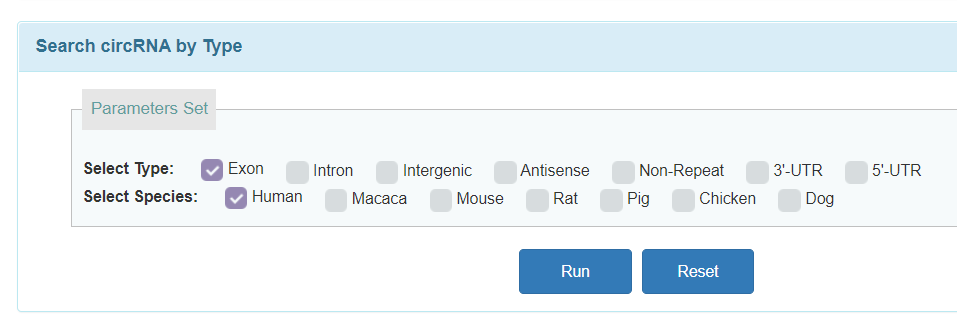 Search circRNA by Type
Parameters Set
Select Type: Exon Intron Intergenic Antisense Non-Repeat 3'-UTR 5'-UTR
Select Species: Human Macaca Mouse Rat Pig Chicken Dog
Run Reset